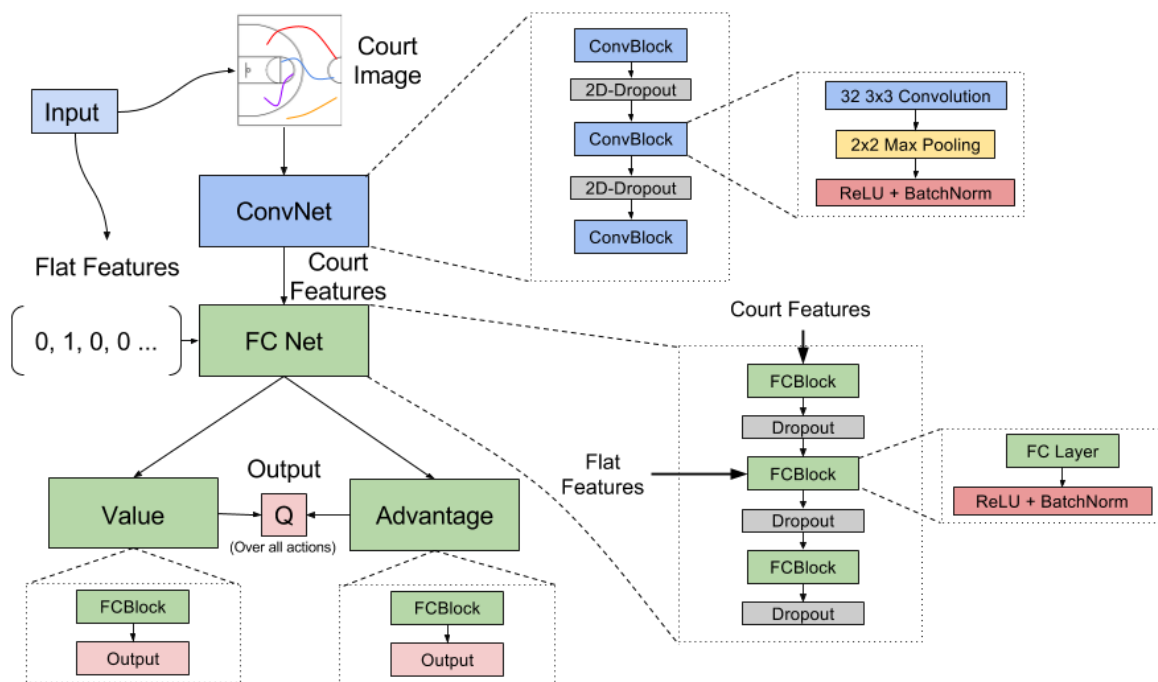 Court
Image
Input
ConvNet
Flat Features
Court
Features
0, 1, 0, 0 ...
FC Net
Output
Value
Q
Advantage
(Over all actions)
FCBlock
Output
FCBlock
Output
ConvBlock
2D-Dropout
ConvBlock
2D-Dropout
ConvBlock
32 3x3 Convolution
2x2 Max Pooling
ReLU + BatchNorm
Court Features
FCBlock
Dropout
Flat
Features
FCBlock
Dropout
FCBlock
Dropout
FC Layer
ReLU + BatchNorm